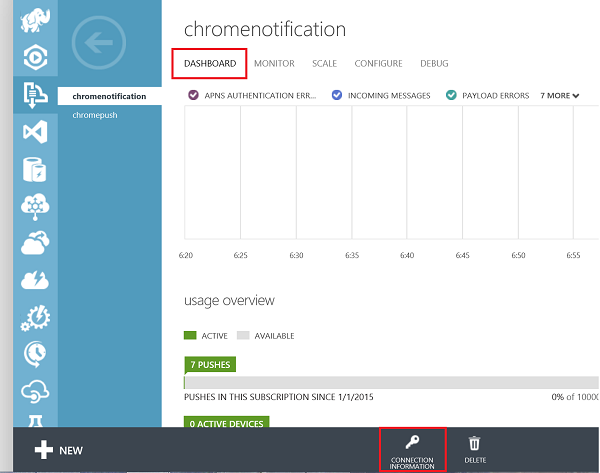 chromenotification
DASHBOARD MONITOR SCALE CONFIGURE DEBUG
chromenotification
chromepush
APNS AUTHENTICATION ERR... INCOMING MESSAGES PAYLOAD ERRORS 7 MORE
6:20 6:25 6:30 6:35 6:40 6:45 6:50 6:55
usage overview
ACTIVE AVAILABLE
7 PUSHES
PUSHES IN THIS SUBSCRIPTION SINCE 1/1/2015 0% of 10000
0 ACTIVE DEVICES
NEW
CONNECTION
INFORMATION
DELETE